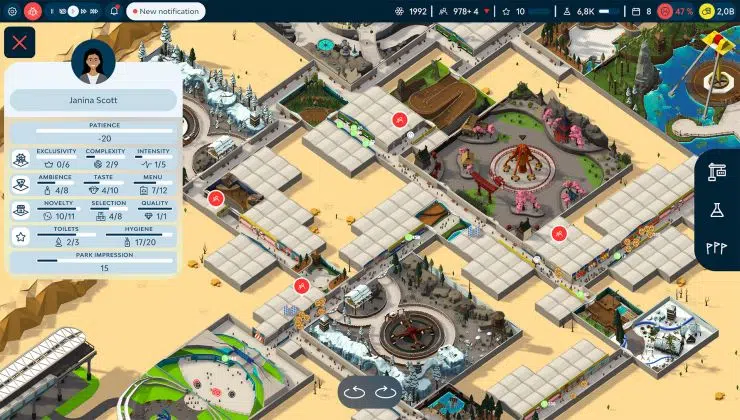 New notification
1992
978+ 4
10
6,8K
8
47 %
2,0B
Janina Scott
PATIENCE
-20
EXCLUSIVITY COMPLEXITY INTENSITY
0/6 2/9 1/5
AMBIENCE TASTE MENU
4/8 4/10 7/12
NOVELTY SELECTION QUALITY
10/11 4/8 1/1
TOILETS HYGIENE
2/3 17/20
PARK IMPRESSION
15